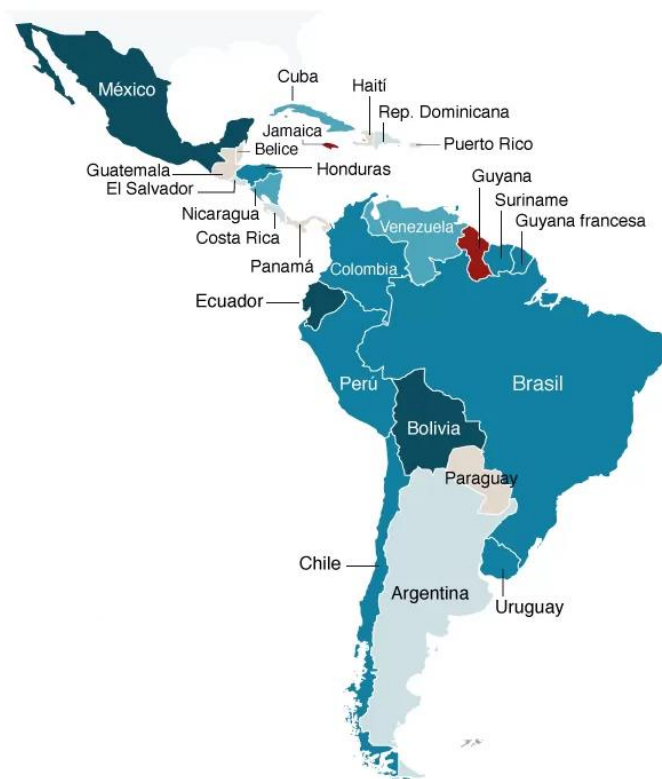 México
Cuba
Haití
Rep. Dominicana
Jamaica
Puerto Rico
Belice
Guatemala
Honduras
El Salvador
Guyana
Suriname
Nicaragua
Guyana francesa
Costa Rica
Venezuela
Panamá
Colombia
Ecuador
Perú
Brasil
Bolivia
Paraguay
Chile
Argentina
Uruguay